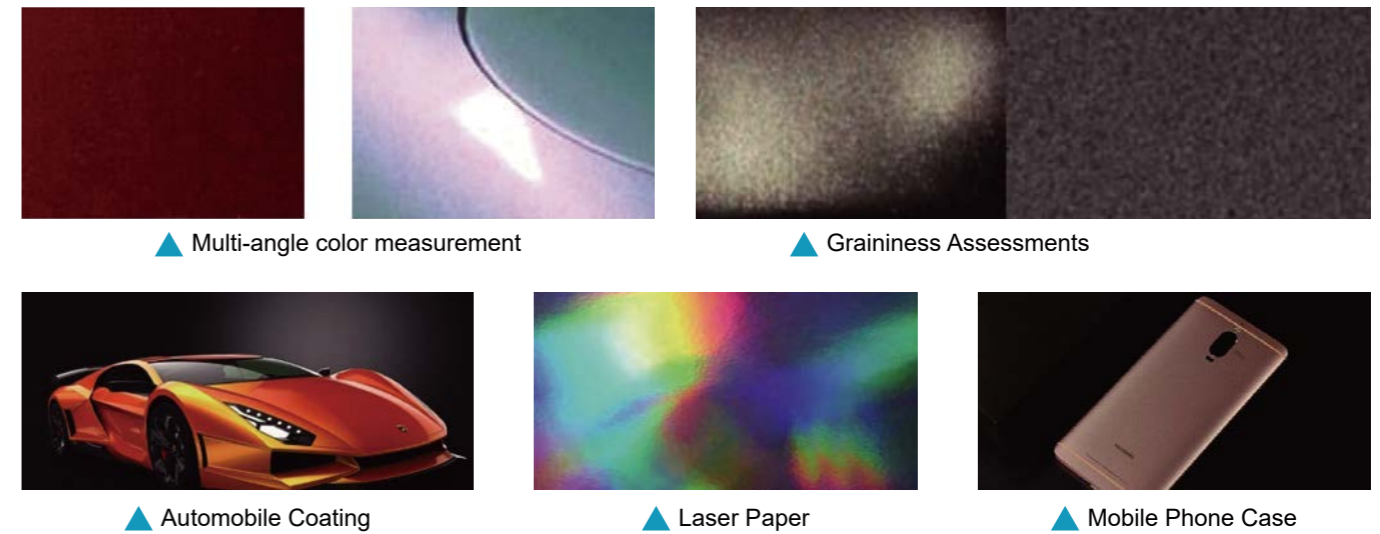 Multi-angle color measurement
Graininess Assessments
Automobile Coating
Laser Paper
Mobile Phone Case